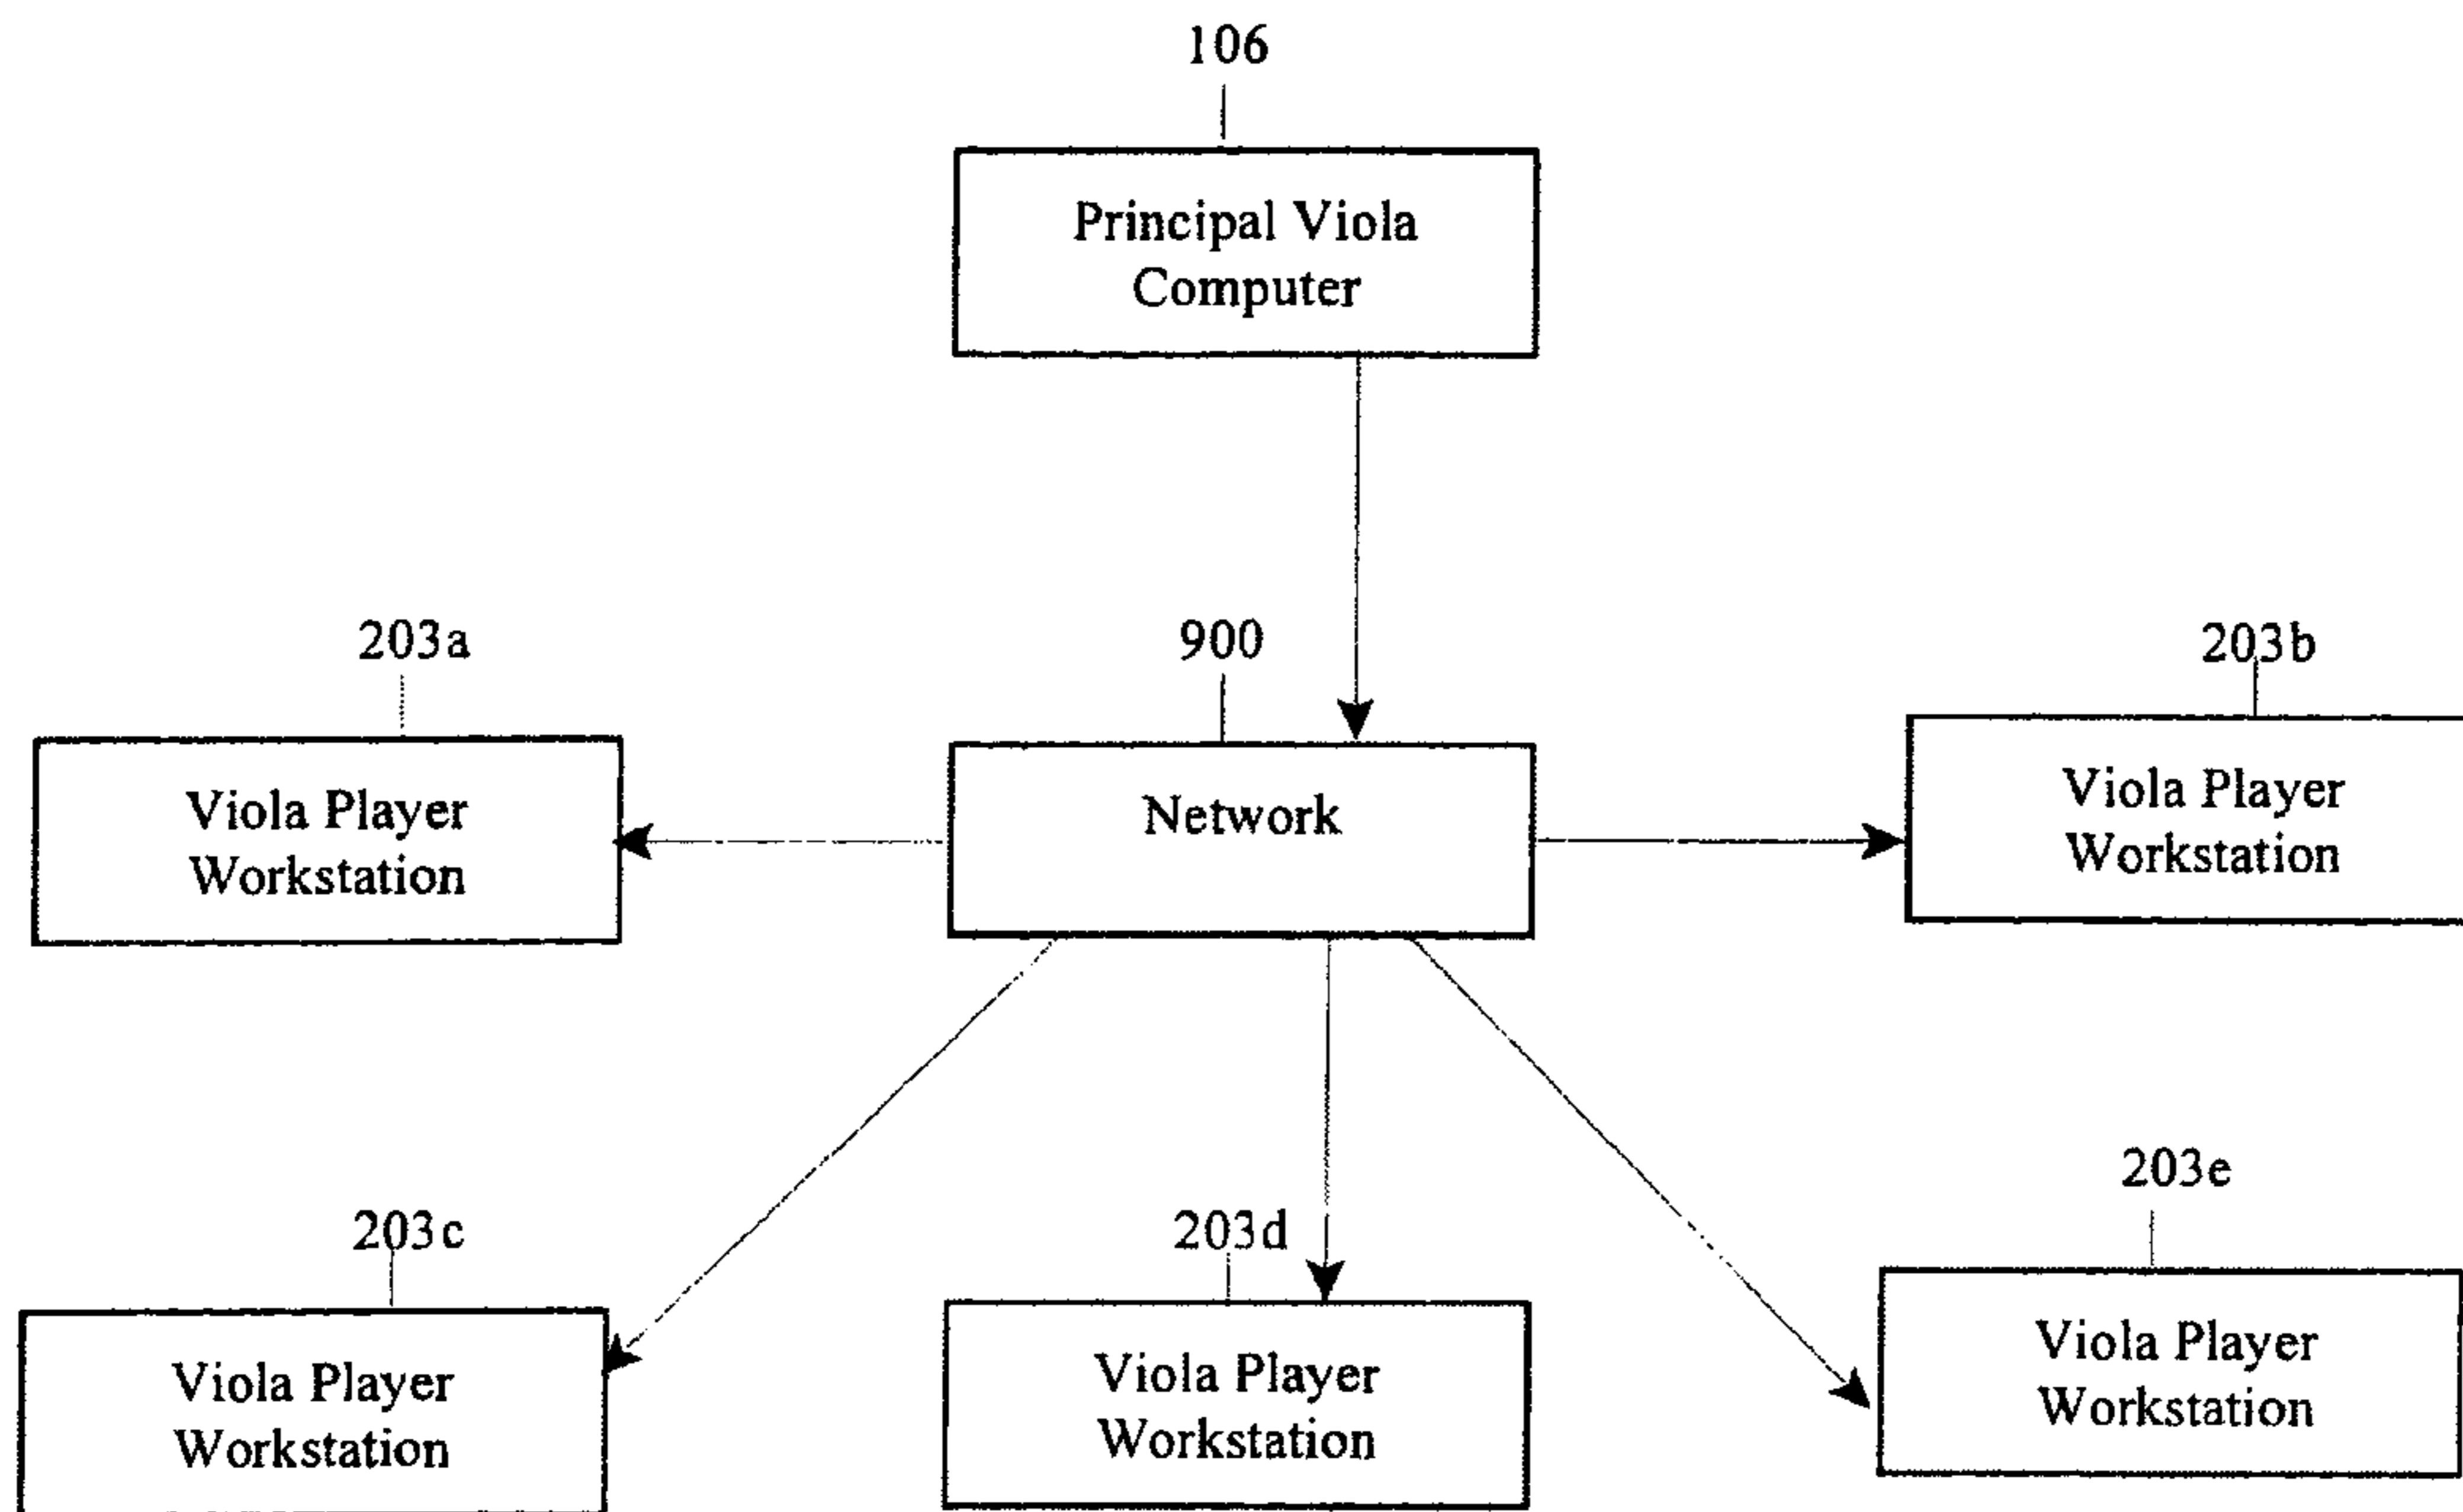 106
Principal Viola
Computer
203a
900
203b
Viola Player
Workstation
Network
Viola Player
Workstation
203c
203d
203e
Viola Player
Workstation
Viola Player
Workstation
Viola Player
Workstation